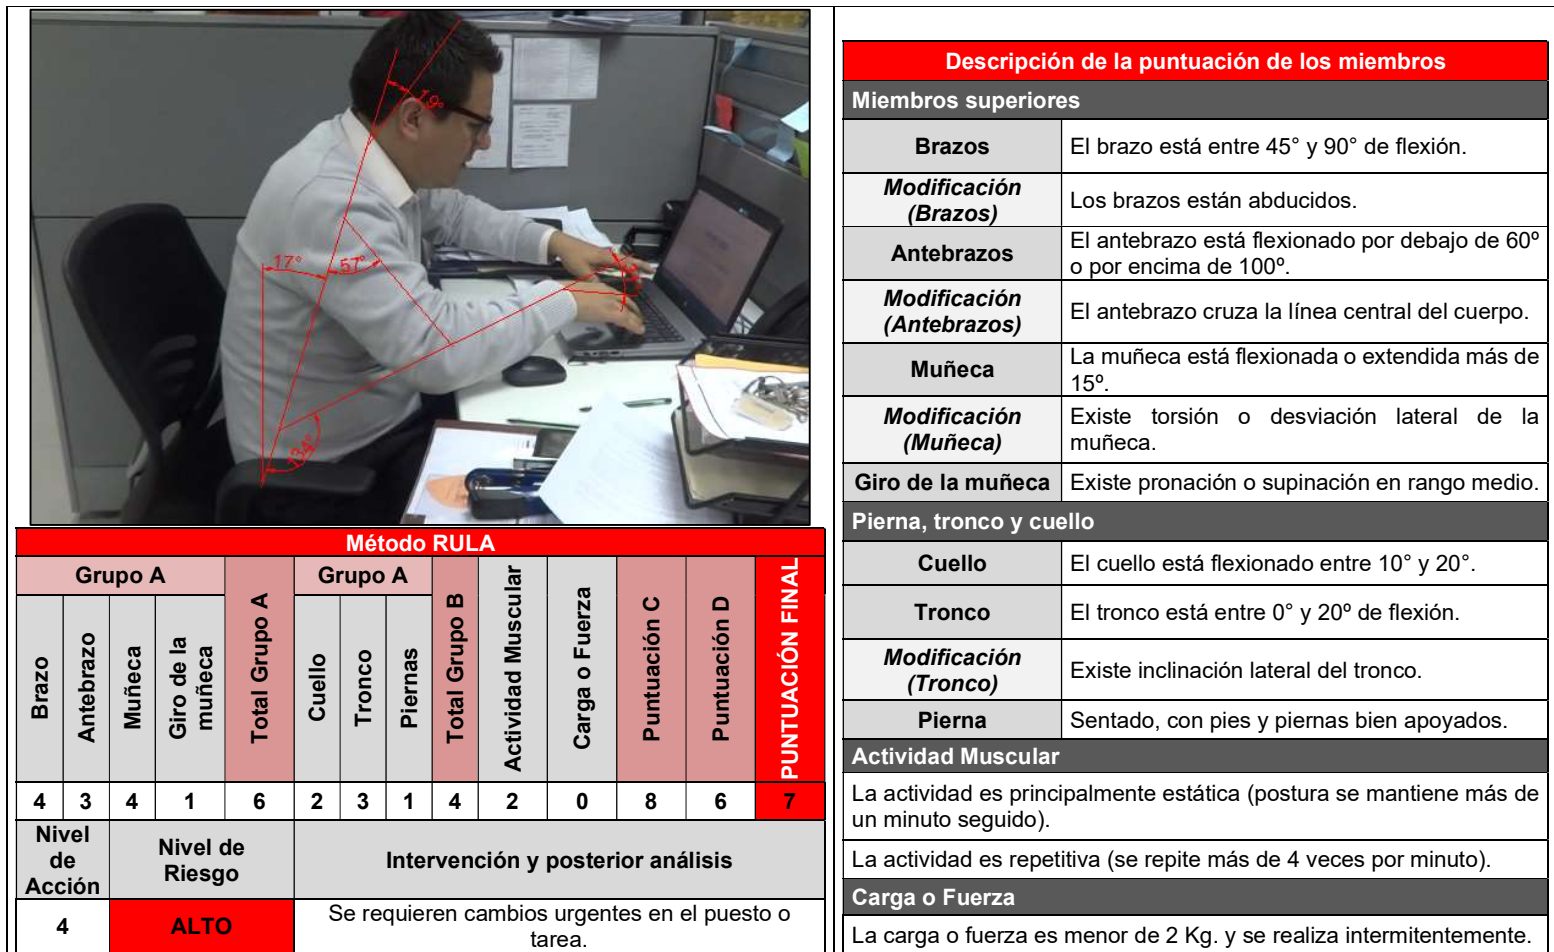 19°
17°
57°
134°
Método RULA
Grupo A
Grupo A
Brazo
Antebrazo
Muñeca
Giro de la
muñeca
Total Grupo A
Cuello
Tronco
Piernas
Total Grupo B
Actividad Muscular
Carga o Fuerza
Puntuación C
Puntuación D
PUNTUACIÓN FINAL
4 3 4 1 6 2 3 1 4 2 0 8 6 7
Nivel
de
Acción
Nivel de
Riesgo
Intervención y posterior análisis
4
ALTO
Se requieren cambios urgentes en el puesto o
tarea.
Descripción de la puntuación de los miembros
Miembros superiores
Brazos
El brazo está entre 45° y 90° de flexión.
Modificación
(Brazos)
Los brazos están abducidos.
Antebrazos
El antebrazo está flexionado por debajo de 60º
o por encima de 100º.
Modificación
(Antebrazos)
El antebrazo cruza la línea central del cuerpo.
Muñeca
La muñeca está flexionada o extendida más de
15º.
Modificación
(Muñeca)
Existe torsión o desviación lateral de la
muñeca.
Giro de la muñeca
Existe pronación o supinación en rango medio.
Pierna, tronco y cuello
Cuello
El cuello está flexionado entre 10° y 20°.
Tronco
El tronco está entre 0° y 20º de flexión.
Modificación
(Tronco)
Existe inclinación lateral del tronco.
Pierna
Sentado, con pies y piernas bien apoyados.
Actividad Muscular
La actividad es principalmente estática (postura se mantiene más de
un minuto seguido).
La actividad es repetitiva (se repite más de 4 veces por minuto).
Carga o Fuerza
La carga o fuerza es menor de 2 Kg. y se realiza intermitentemente.